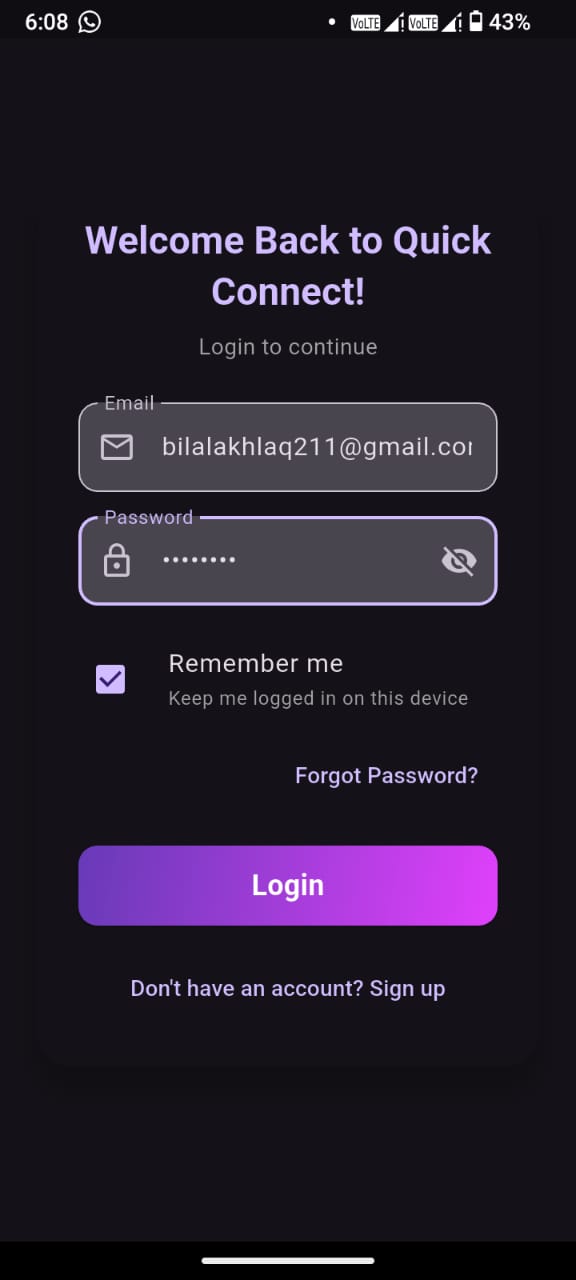 6:08
VoLTE VoLTE 43%
Welcome Back to Quick
Connect!
Login to continue
Email
bilalakhlaq211@gmail.co
Password
••••••••
Remember me
Keep me logged in on this device
Forgot Password?
Login
Don't have an account? Sign up